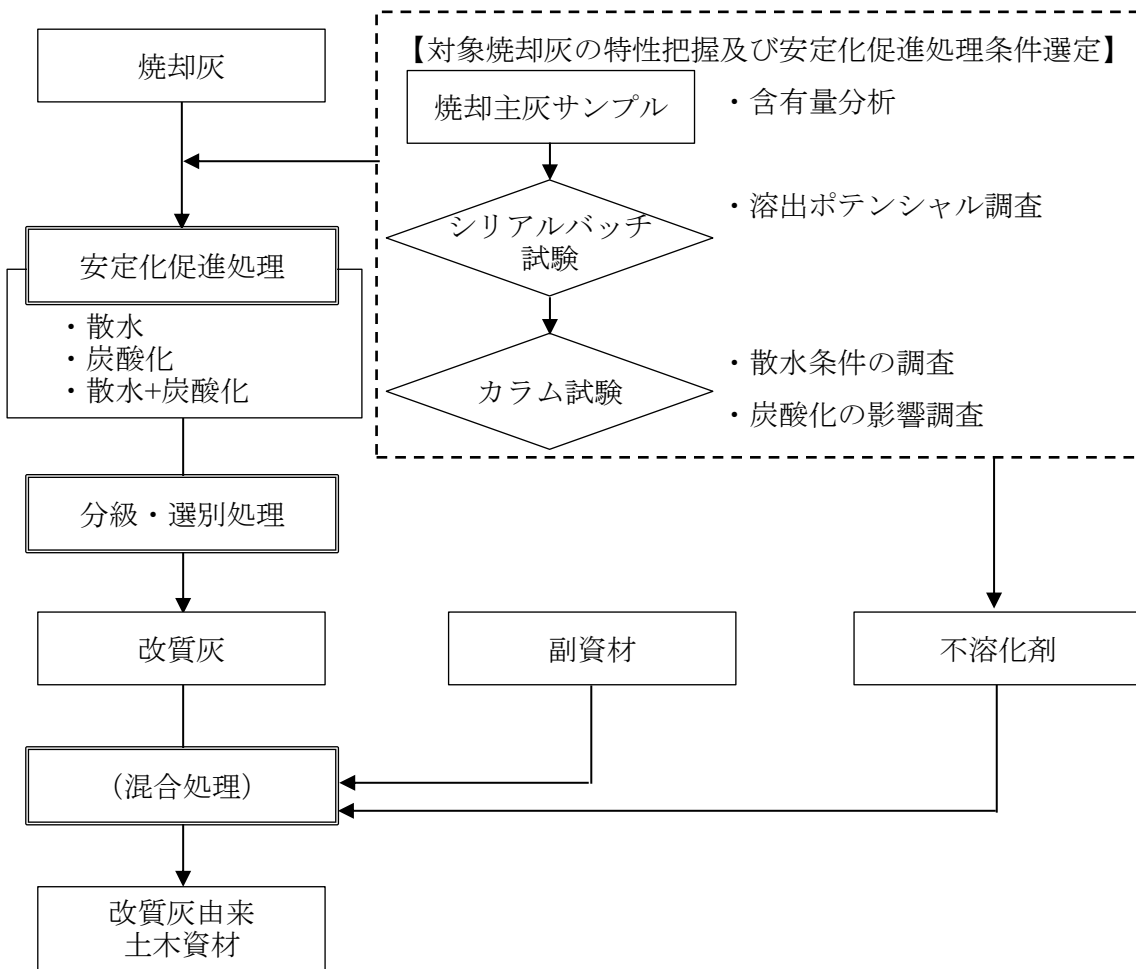 焼却灰
【対象焼却灰の特性把握及び安定化促進処理条件選定】
焼却主灰サンプル
・含有量分析
シリアルバッチ
試験
・溶出ポテンシャル調査
カラム試験
・散水条件の調査
・炭酸化の影響調査
安定化促進処理
・散水
・炭酸化
・散水+炭酸化
分級・選別処理
改質灰
副資材
不溶化剤
（混合処理）
改質灰由来
土木資材